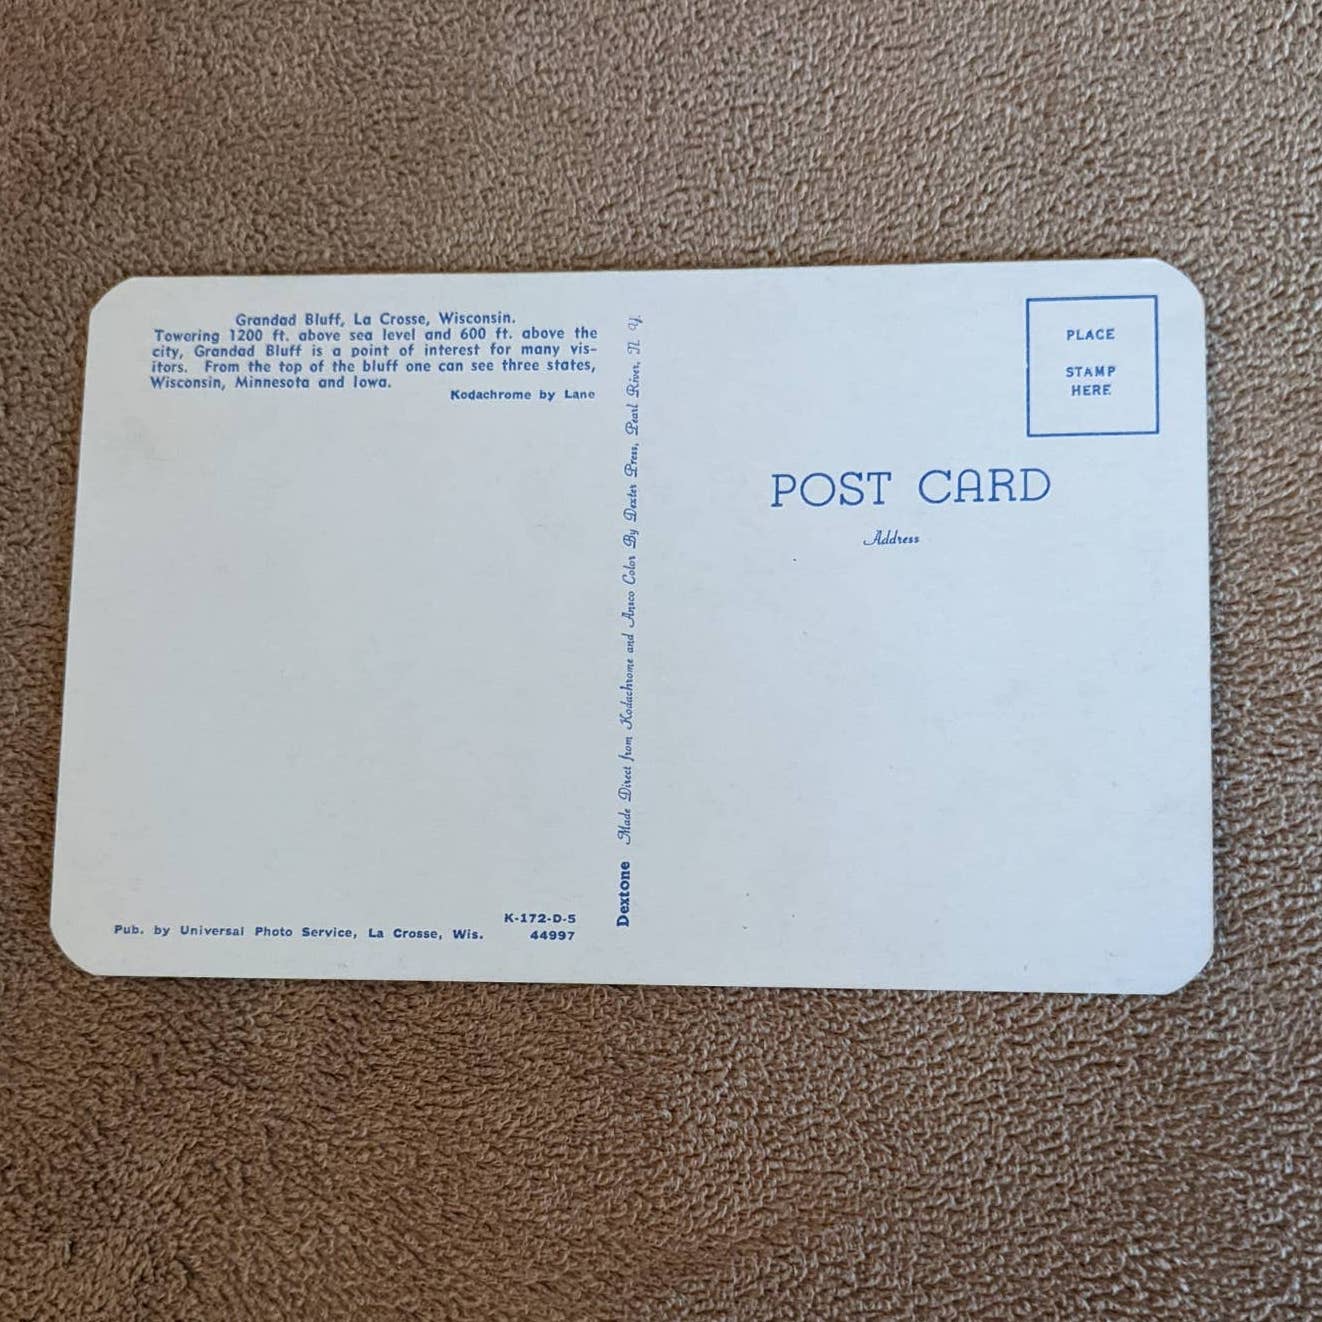 Grandad Bluff, La Crosse, Wisconsin.
Towering 1200 ft. above sea level and 600 ft. above the
city, Grandad Bluff is a point of interest for many vis-
itors. From the top of the bluff one can see three states,
Wisconsin, Minnesota and Iowa.
Kodachrome by Lane
K-172-D-5
Pub. by Universal Photo Service, La Crosse, Wis. 44997
Dextone Made Direct from Kodachrome and Ansco Color By Dexter Press, Pearl River, N. Y.
PLACE
STAMP
HERE
POST CARD
Address